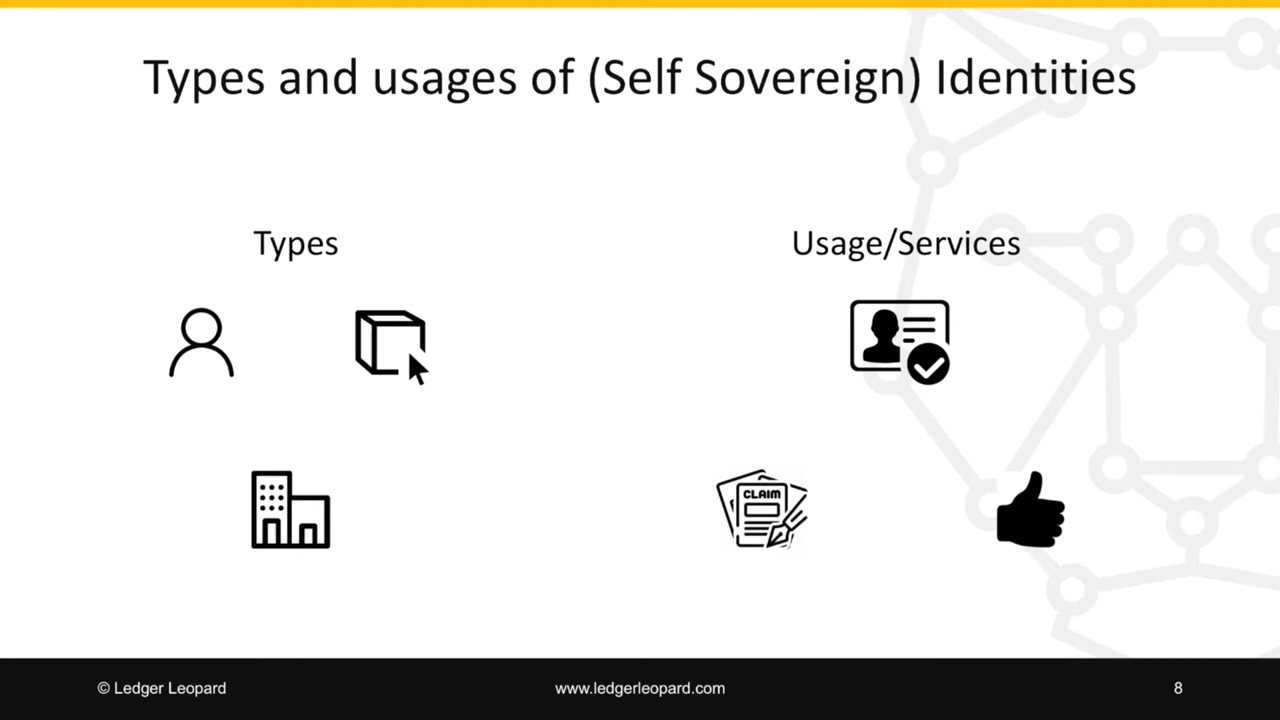 Types and usages of (Self Sovereign) Identities
Types
Usage/Services
CLAIM
© Ledger Leopard
www.ledgerleopard.com
8